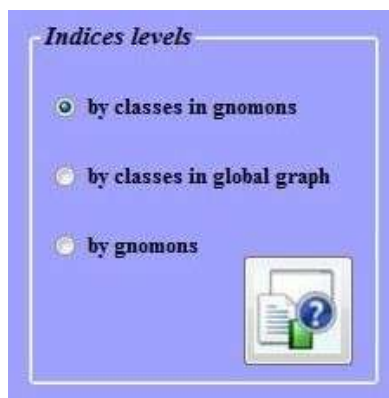 Indices levels
by classes in gnomons
by classes in global graph
by gnomons
?